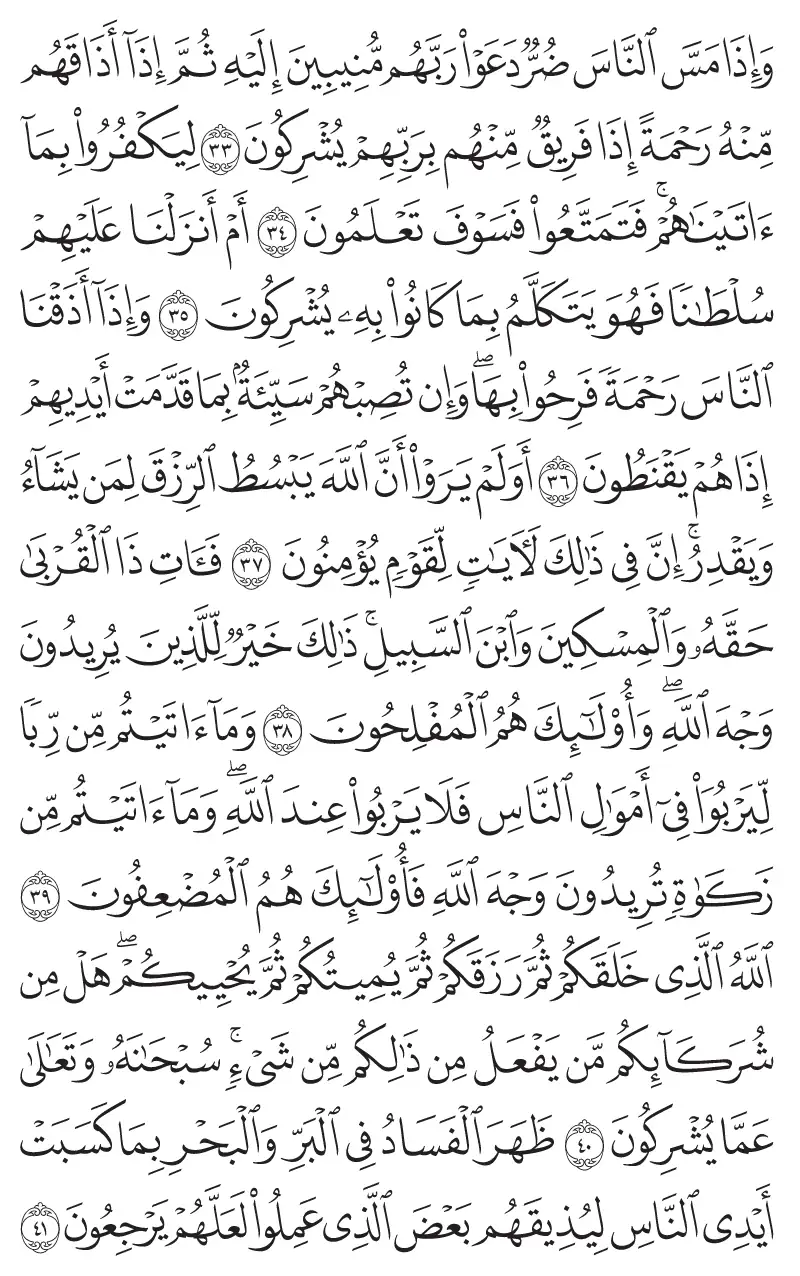 وَإِذَا مَسَّ ٱلنَّاسَ ضُرٌّ دَعَوْا۟ رَبَّهُم مُّنِيبِينَ إِلَيْهِ ثُمَّ إِذَآ أَذَاقَهُم
مِّنْهُ رَحْمَةً إِذَا فَرِيقٌ مِّنْهُم بِرَبِّهِمْ يُشْرِكُونَ ٣٣ لِيَكْفُرُوا۟ بِمَآ
ءَاتَيْنَـٰهُمْ ۚ فَتَمَتَّعُوا۟ فَسَوْفَ تَعْلَمُونَ ٣٤ أَمْ أَنزَلْنَا عَلَيْهِمْ
سُلْطَـٰنًا فَهُوَ يَتَكَلَّمُ بِمَا كَانُوا۟ بِهِۦ يُشْرِكُونَ ٣٥ وَإِذَآ أَذَقْنَا
ٱلنَّاسَ رَحْمَةً فَرِحُوا۟ بِهَا ۖ وَإِن تُصِبْهُمْ سَيِّئَةٌۢ بِمَا قَدَّمَتْ أَيْدِيهِمْ
إِذَا هُمْ يَقْنَطُونَ ٣٦ أَوَلَمْ يَرَوْا۟ أَنَّ ٱللَّهَ يَبْسُطُ ٱلرِّزْقَ لِمَن يَشَآءُ
وَيَقْدِرُ ۚ إِنَّ فِى ذَٰلِكَ لَـَٔايَـٰتٍ لِّقَوْمٍ يُؤْمِنُونَ ٣٧ فَـَٔاتِ ذَا ٱلْقُرْبَىٰ
حَقَّهُۥ وَٱلْمِسْكِينَ وَٱبْنَ ٱلسَّبِيلِ ۚ ذَٰلِكَ خَيْرٌ لِّلَّذِينَ يُرِيدُونَ
وَجْهَ ٱللَّهِ ۖ وَأُو۟لَـٰٓئِكَ هُمُ ٱلْمُفْلِحُونَ ٣٨ وَمَآ ءَاتَيْتُم مِّن رِّبًا
لِّيَرْبُوَا۟ فِىٓ أَمْوَٰلِ ٱلنَّاسِ فَلَا يَرْبُوا۟ عِندَ ٱللَّهِ ۖ وَمَآ ءَاتَيْتُم مِّن
زَكَوٰةٍ تُرِيدُونَ وَجْهَ ٱللَّهِ فَأُو۟لَـٰٓئِكَ هُمُ ٱلْمُضْعِفُونَ ٣٩
ٱللَّهُ ٱلَّذِى خَلَقَكُمْ ثُمَّ رَزَقَكُمْ ثُمَّ يُمِيتُكُمْ ثُمَّ يُحْيِيكُمْ ۖ هَلْ مِن
شُرَكَآئِكُم مَّن يَفْعَلُ مِن ذَٰلِكُم مِّن شَىْءٍ ۚ سُبْحَـٰنَهُۥ وَتَعَـٰلَىٰ
عَمَّا يُشْرِكُونَ ٤٠ ظَهَرَ ٱلْفَسَادُ فِى ٱلْبَرِّ وَٱلْبَحْرِ بِمَا كَسَبَتْ
أَيْدِى ٱلنَّاسِ لِيُذِيقَهُم بَعْضَ ٱلَّذِى عَمِلُوا۟ لَعَلَّهُمْ يَرْجِعُونَ ٤١